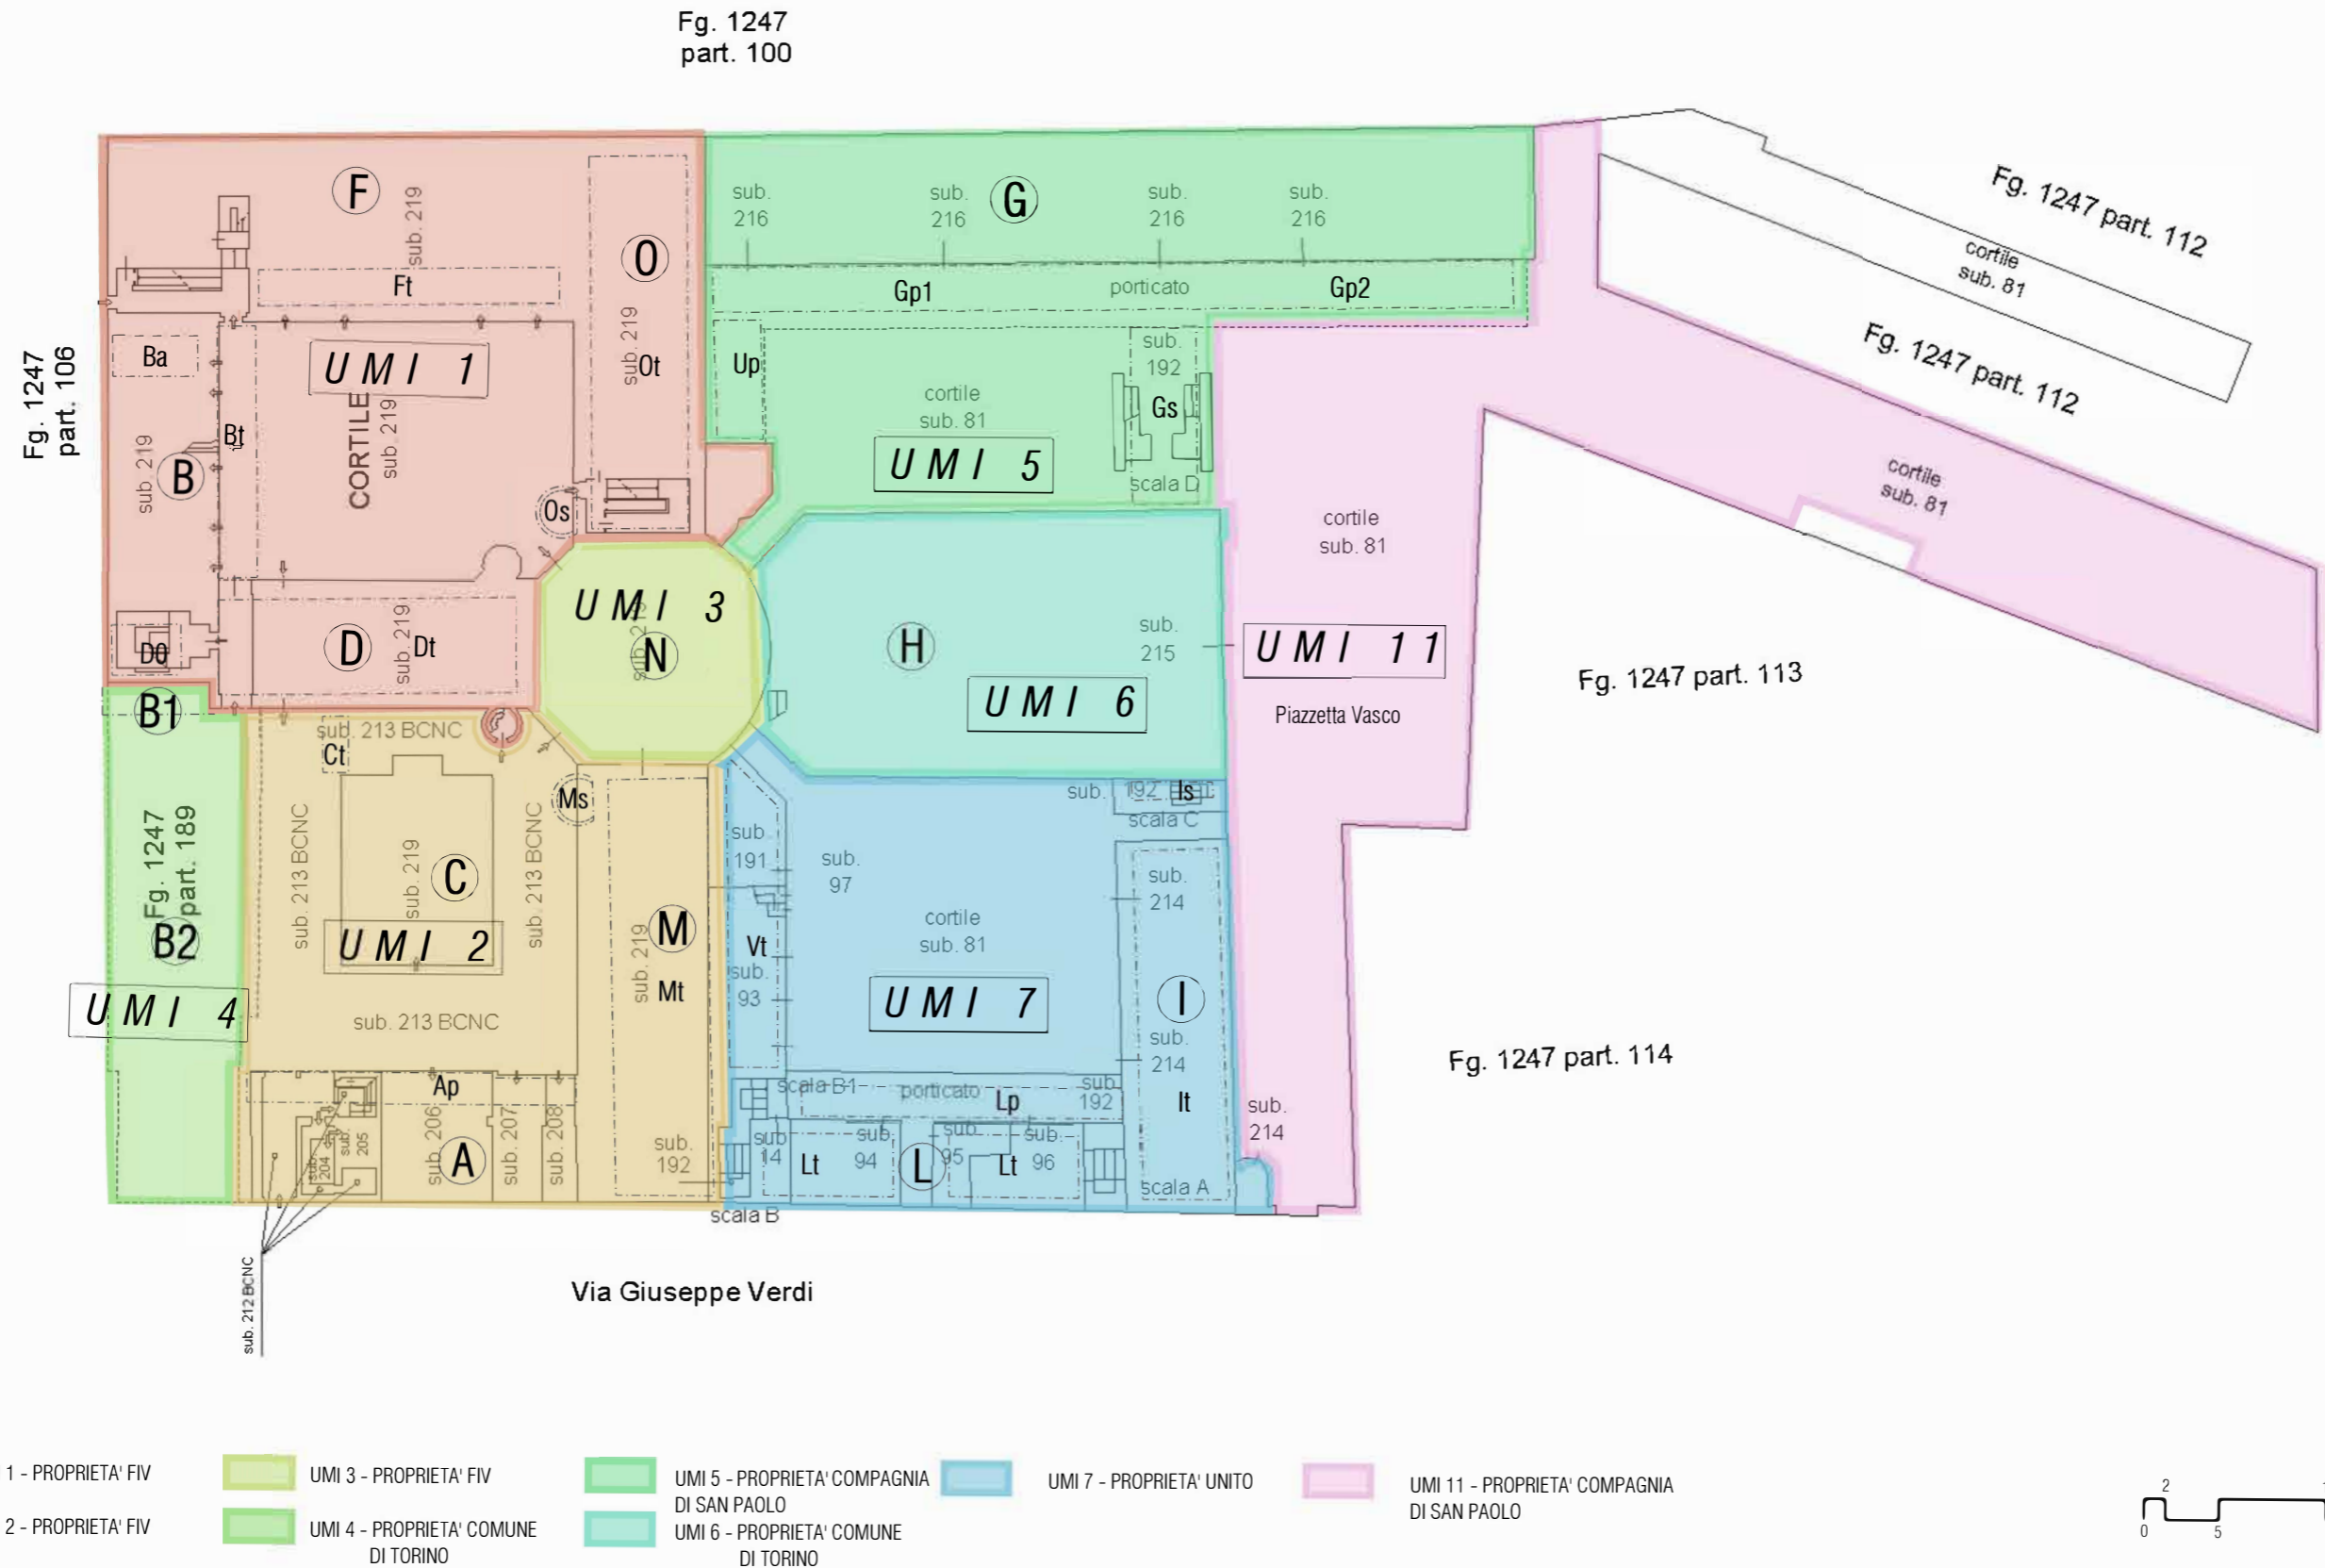 Fg. 1247
part. 100
Fg. 1247 part. 112
cortile
sub. 81
Fg. 1247 part. 112
cortile
sub. 81
Fg. 1247
part. 106
F
sub. 219
O
sub. 219
Ot
Ft
Ba
UMI 1
CORTILE
sub. 219
Bt
sub. 219
B
Os
D0
D
sub. 219
Dt
sub.
216
sub.
216
G
sub.
216
sub.
216
Gp1
porticato
Gp2
Up
cortile
sub. 81
sub.
192
Gs
scala D
UMI 5
UMI 3
N
H
sub.
215
UMI 6
cortile
sub. 81
UMI 11
Piazzetta Vasco
Fg. 1247 part. 113
Fg. 1247 part. 114
B1
Fg. 1247
part. 189
B2
UMI 4
sub. 213 BCNC
Ct
sub. 213 BCNC
sub. 219
C
sub. 213 BCNC
UMI 2
sub. 213 BCNC
Ms
M
sub. 219
Mt
Ap
sub. 204
sub. 205
sub. 206
A
sub. 207
sub. 208
sub.
192
sub. 212 BCNC
sub.
191
sub.
97
Vt
sub.
93
cortile
sub. 81
UMI 7
sub. 192
Is
scala C
sub.
214
I
sub.
214
It
sub.
214
scala A
scala B1
porticato
Lp
sub.
192
sub
14
Lt
sub.
94
L
sub.
95
Lt
sub.
96
scala B
Via Giuseppe Verdi
1 - PROPRIETA' FIV
2 - PROPRIETA' FIV
UMI 3 - PROPRIETA' FIV
UMI 4 - PROPRIETA' COMUNE
DI TORINO
UMI 5 - PROPRIETA' COMPAGNIA
DI SAN PAOLO
UMI 6 - PROPRIETA' COMUNE
DI TORINO
UMI 7 - PROPRIETA' UNITO
UMI 11 - PROPRIETA' COMPAGNIA
DI SAN PAOLO
2
0
5